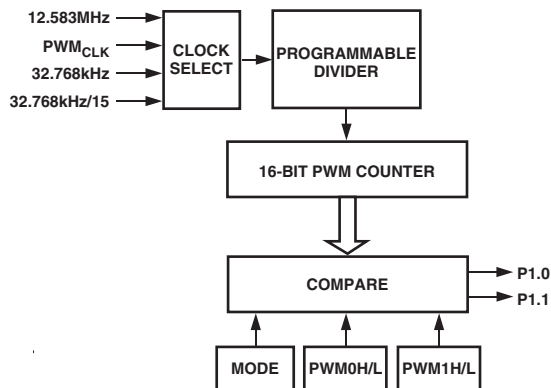 12.583MHz
PWMCLK
32.768kHz
32.768kHz/15
CLOCK
SELECT
PROGRAMMABLE
DIVIDER
16-BIT PWM COUNTER
COMPARE
P1.0
P1.1
MODE
PWM0H/L
PWM1H/L